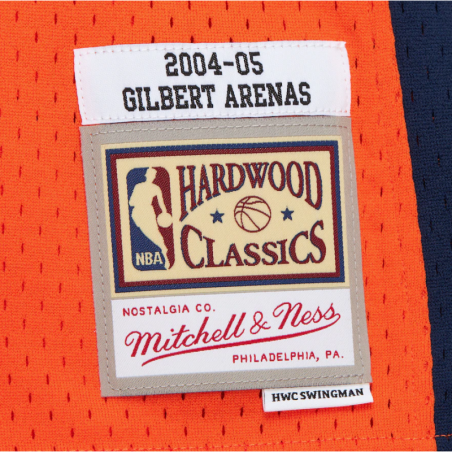 2004-05
GILBERT ARENAS
HARDWOOD
CLASSICS
NBA
NOSTALGIA CO.
Mitchell & Ness
PHILADELPHIA, PA.
HWC SWINGMAN